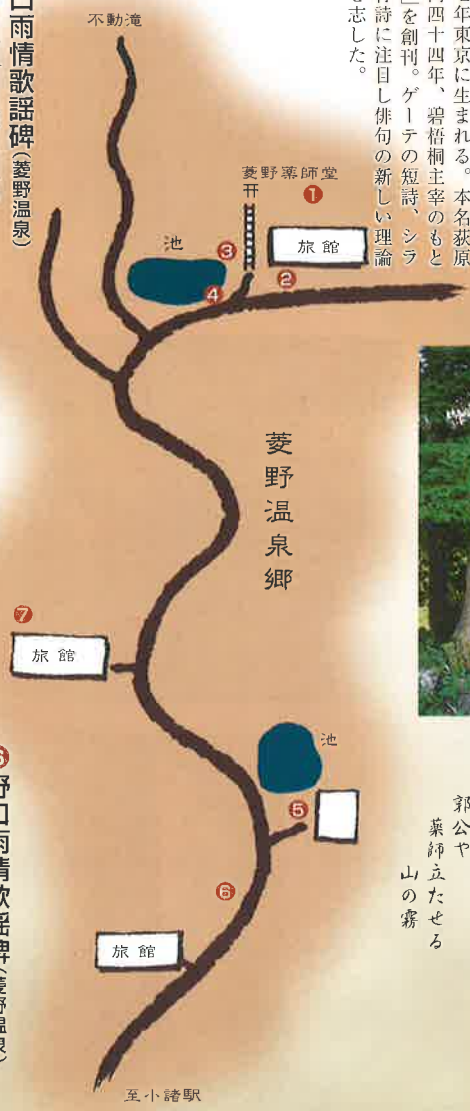 七年東京に生まれる。本名荻原
四十四年、碧梧桐主宰のもと
』を創刊。ゲーテの短詩、シラ
詩に注目し俳句の新しい理論
志した。
口雨情歌謡碑（菱野温泉）
不動滝
菱野薬師堂
❶
旅館
池
❸
❷
❹
菱野温泉郷
❼
旅館
池
❺
❻
旅館
至小諸駅
郭公や
薬師立たせる
山の霧
❻ 野口雨情歌謡碑（菱野温泉）